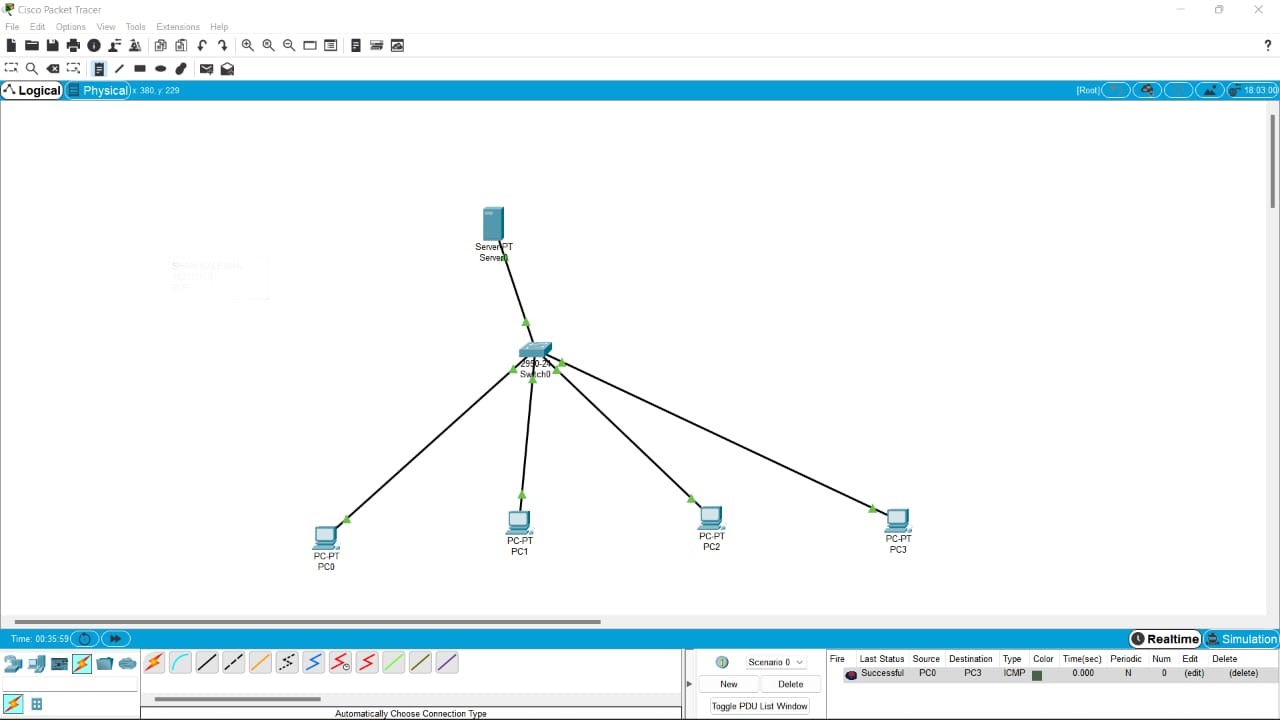 Cisco Packet Tracer
File Edit Options View Tools Extensions Help
?
Logical Physical x: 380, y: 229 [Root] 18:03:00
Server-PT
Server0
2950-24
Switch0
PC-PT
PC0
PC-PT
PC1
PC-PT
PC2
PC-PT
PC3
Time: 00:35:59 Realtime Simulation
Scenario 0
New Delete
Toggle PDU List Window
Fire Last Status Source Destination Type Color Time(sec) Periodic Num Edit Delete
Successful PC0 PC3 ICMP 0.000 N 0 (edit) (delete)
Automatically Choose Connection Type